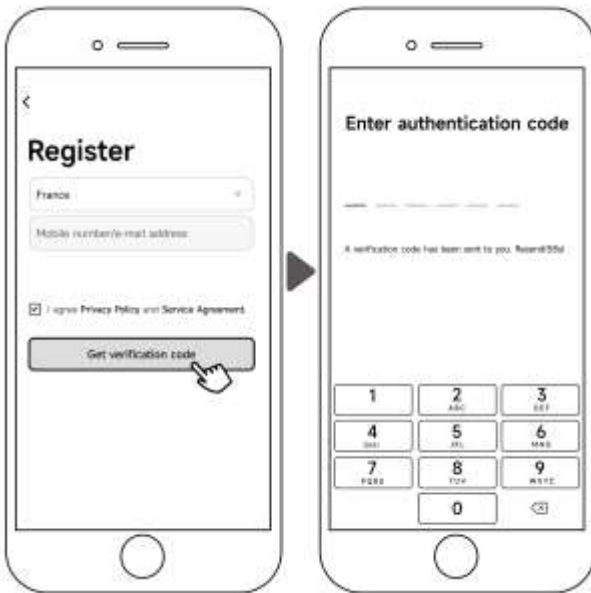 Register
France
Mobile number/e-mail address
I agree Privacy Policy and Service Agreement.
Get verification code
Enter authentication code
A verification code has been sent to you. Resend(59s)
1
2
ABC
3
DEF
4
GHI
5
JKL
6
MNO
7
PQRS
8
TUV
9
WXYZ
0